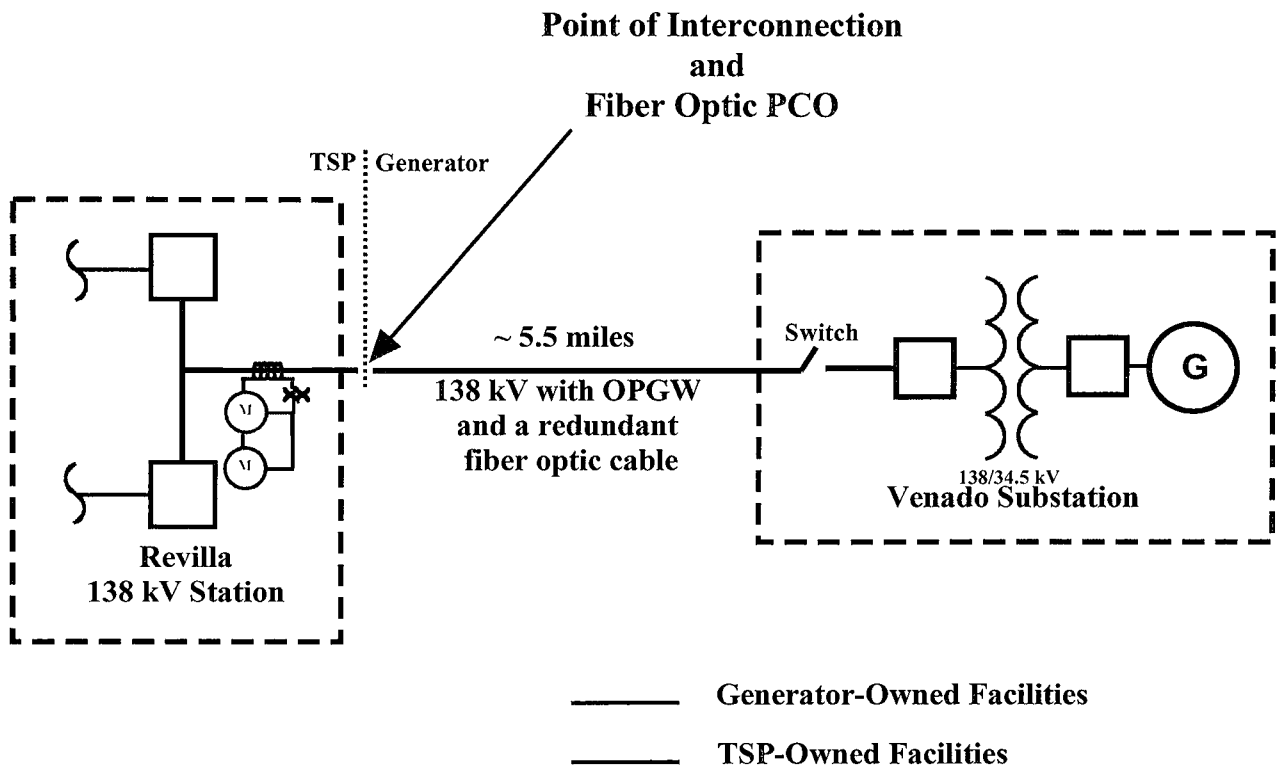 Point of Interconnection
and
Fiber Optic PCO
TSP
Generator
~ 5.5 miles
Switch
138 kV with OPGW
and a redundant
fiber optic cable
M
M
G
138/34.5 kV
Venado Substation
Revilla
138 kV Station
Generator-Owned Facilities
TSP-Owned Facilities